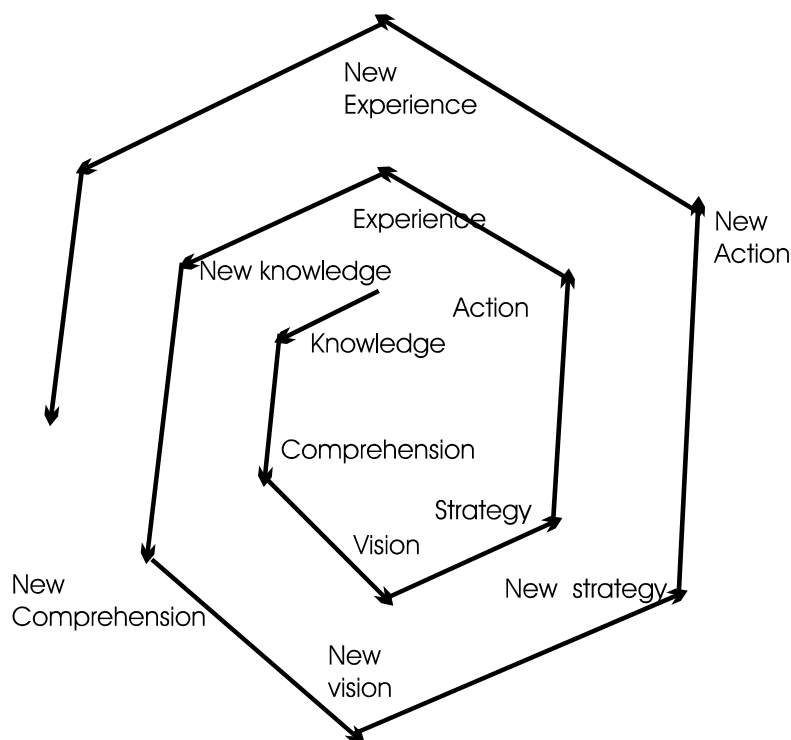 New
Experience
New
Action
Experience
New knowledge
Action
Knowledge
Comprehension
Strategy
Vision
New strategy
New
Comprehension
New
vision